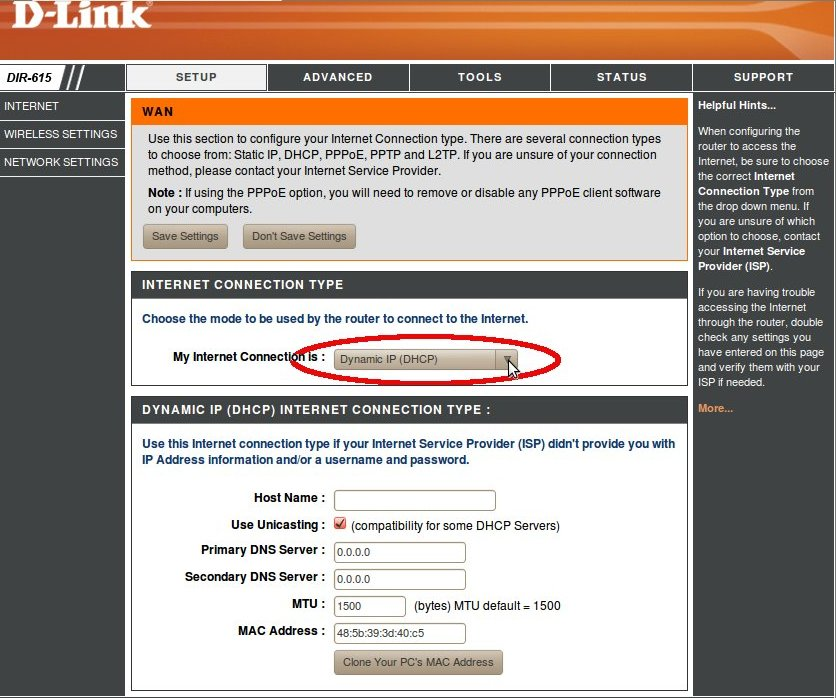 D-Link
DIR-615
SETUP
ADVANCED
TOOLS
STATUS
SUPPORT
INTERNET
WIRELESS SETTINGS
NETWORK SETTINGS
WAN
Use this section to configure your Internet Connection type. There are several connection types
to choose from: Static IP, DHCP, PPPoE, PPTP and L2TP. If you are unsure of your connection
method, please contact your Internet Service Provider.
Note : If using the PPPoE option, you will need to remove or disable any PPPoE client software
on your computers.
Save Settings
Don't Save Settings
INTERNET CONNECTION TYPE
Choose the mode to be used by the router to connect to the Internet.
My Internet Connection is :
Dynamic IP (DHCP)
DYNAMIC IP (DHCP) INTERNET CONNECTION TYPE :
Use this Internet connection type if your Internet Service Provider (ISP) didn't provide you with
IP Address information and/or a username and password.
Host Name :
Use Unicasting : (compatibility for some DHCP Servers)
Primary DNS Server : 0.0.0.0
Secondary DNS Server : 0.0.0.0
MTU : 1500 (bytes) MTU default = 1500
MAC Address : 48:5b:39:3d:40:c5
Clone Your PC's MAC Address
Helpful Hints...
When configuring the
router to access the
Internet, be sure to choose
the correct Internet
Connection Type from
the drop down menu. If
you are unsure of which
option to choose, contact
your Internet Service
Provider (ISP).
If you are having trouble
accessing the Internet
through the router, double
check any settings you
have entered on this page
and verify them with your
ISP if needed.
More...